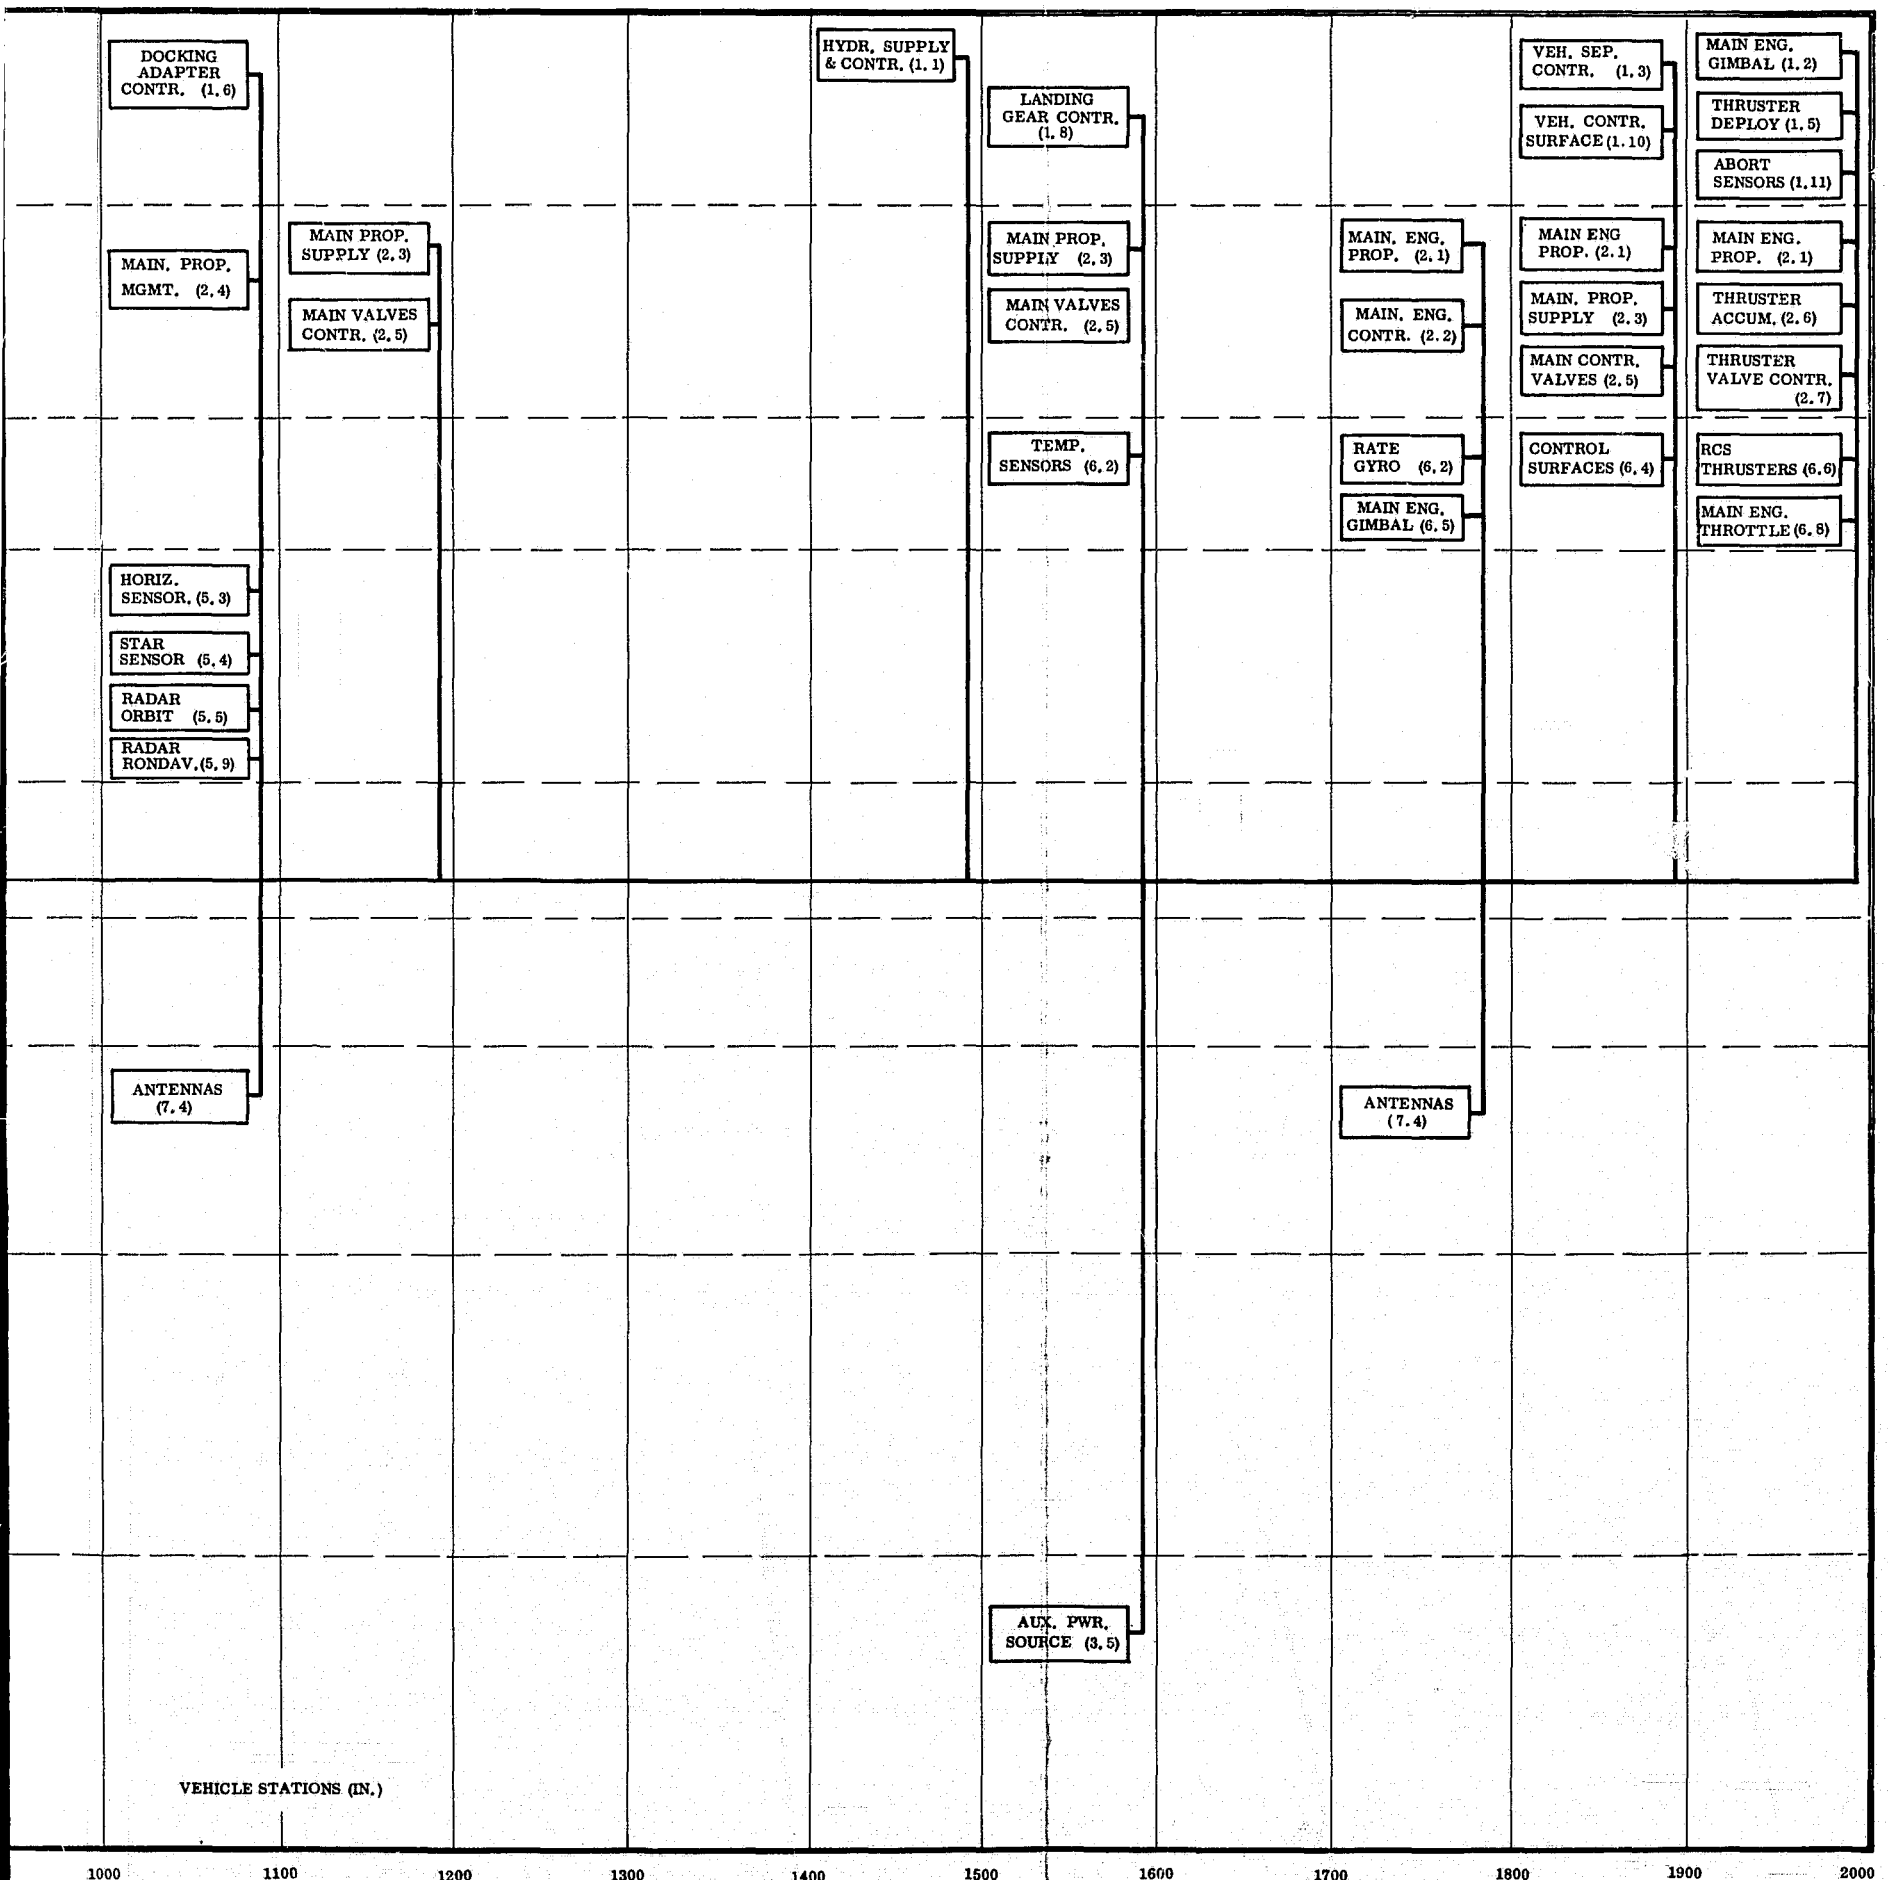 DOCKING
ADAPTER
CONTR. (1.6)
MAIN. PROP.
MGMT. (2.4)
HORIZ.
SENSOR. (5.3)
STAR
SENSOR (5.4)
RADAR
ORBIT (5.5)
RADAR
RONDAV. (5.9)
ANTENNAS
(7.4)
MAIN PROP.
SUPPLY (2.3)
MAIN VALVES
CONTR. (2.5)
HYDR. SUPPLY
& CONTR. (1.1)
LANDING
GEAR CONTR.
(1.8)
MAIN PROP.
SUPPLY (2.3)
MAIN VALVES
CONTR. (2.5)
TEMP.
SENSORS (6.2)
AUX. PWR.
SOURCE (3.5)
MAIN. ENG.
PROP. (2.1)
MAIN. ENG.
CONTR. (2.2)
RATE
GYRO (6.2)
MAIN ENG.
GIMBAL (6.5)
ANTENNAS
(7.4)
VEH. SEP.
CONTR. (1.3)
VEH. CONTR.
SURFACE (1.10)
MAIN ENG
PROP. (2.1)
MAIN. PROP.
SUPPLY (2.3)
MAIN CONTR.
VALVES (2.5)
CONTROL
SURFACES (6.4)
MAIN ENG.
GIMBAL (1.2)
THRUSTER
DEPLOY (1.5)
ABORT
SENSORS (1.11)
MAIN ENG.
PROP. (2.1)
THRUSTER
ACCUM. (2.6)
THRUSTER
VALVE CONTR.
(2.7)
RCS
THRUSTERS (6.6)
MAIN ENG.
THROTTLE (6.8)
VEHICLE STATIONS (IN.)
1000 1100 1200 1300 1400 1500 1600 1700 1800 1900 2000